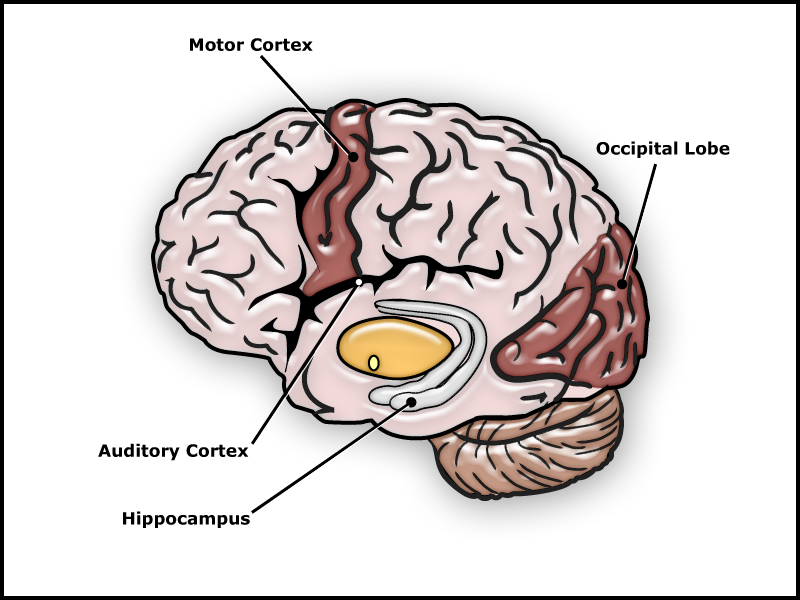 Motor Cortex
Occipital Lobe
Auditory Cortex
Hippocampus